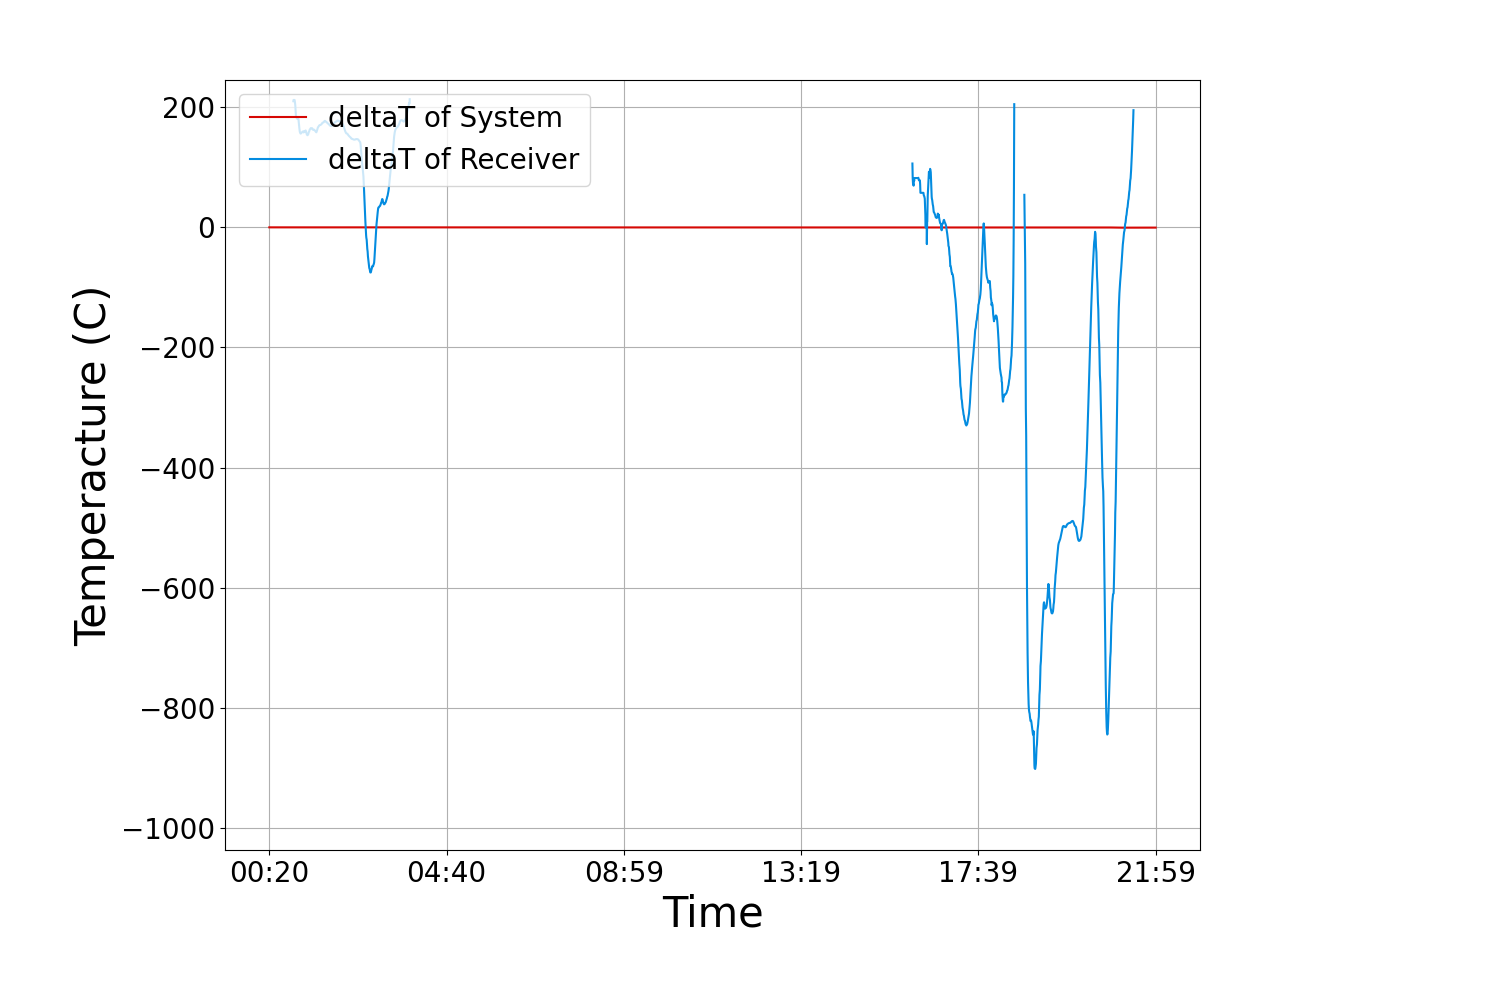 deltaT of System
deltaT of Receiver
Temperacture (C)
200
0
−200
−400
−600
−800
−1000
00:20 04:40 08:59 13:19 17:39 21:59
Time